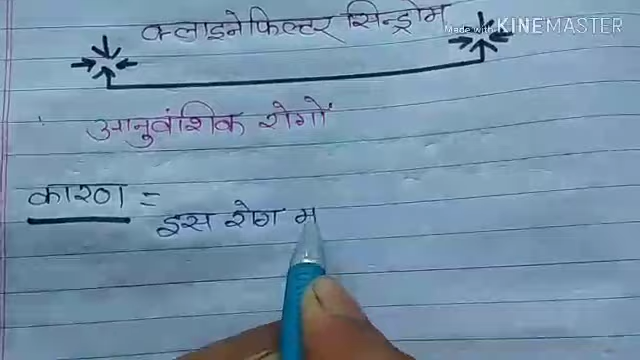 Made with KINEMASTER
क्लाइनेफिल्टर सिन्ड्रोम
आनुवंशिक रोगों
कारण =
इस रोग म